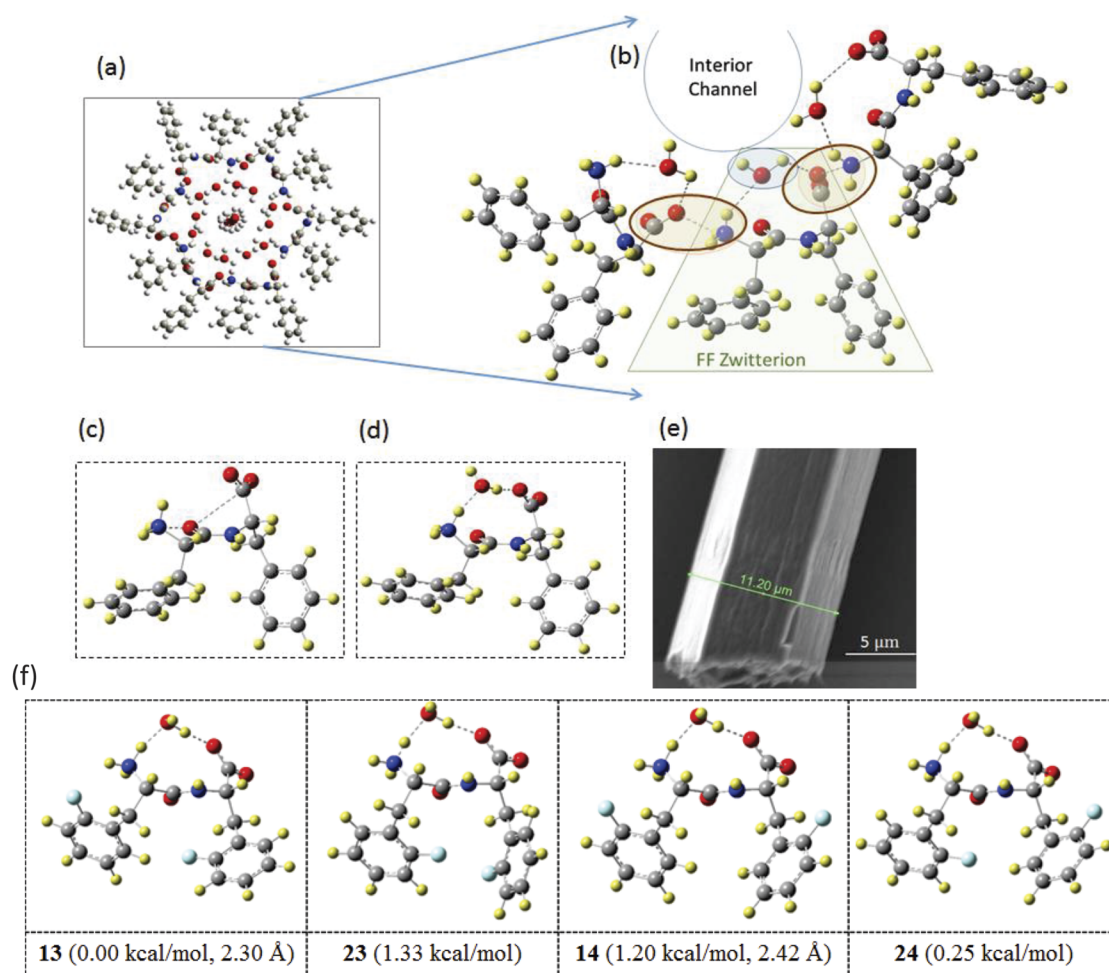 (a)
(b)
Interior
Channel
FF Zwitterion
(c)
(d)
(e)
11.20 µm
5 µm
(f)
13 (0.00 kcal/mol, 2.30 Å)
23 (1.33 kcal/mol)
14 (1.20 kcal/mol, 2.42 Å)
24 (0.25 kcal/mol)